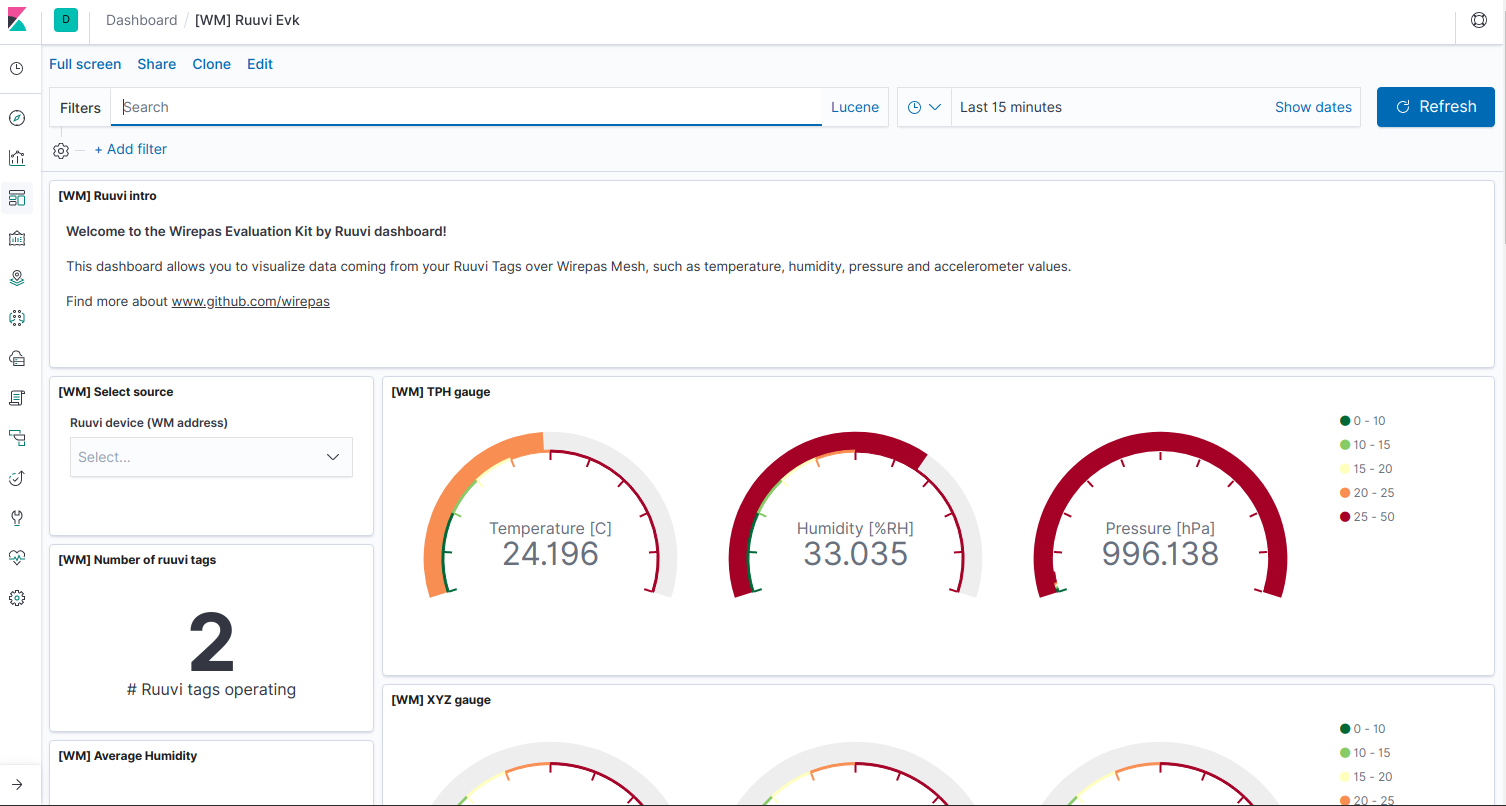 D Dashboard / [WM] Ruuvi Evk
Full screen Share Clone Edit
Filters Search Lucene Last 15 minutes Show dates Refresh
+ Add filter
[WM] Ruuvi intro
Welcome to the Wirepas Evaluation Kit by Ruuvi dashboard!
This dashboard allows you to visualize data coming from your Ruuvi Tags over Wirepas Mesh, such as temperature, humidity, pressure and accelerometer values.
Find more about www.github.com/wirepas
[WM] Select source
Ruuvi device (WM address)
Select...
[WM] Number of ruuvi tags
2
# Ruuvi tags operating
[WM] Average Humidity
[WM] TPH gauge
Temperature [C]
24.196
Humidity [%RH]
33.035
Pressure [hPa]
996.138
0 - 10
10 - 15
15 - 20
20 - 25
25 - 50
[WM] XYZ gauge
0 - 10
10 - 15
15 - 20
20 - 25